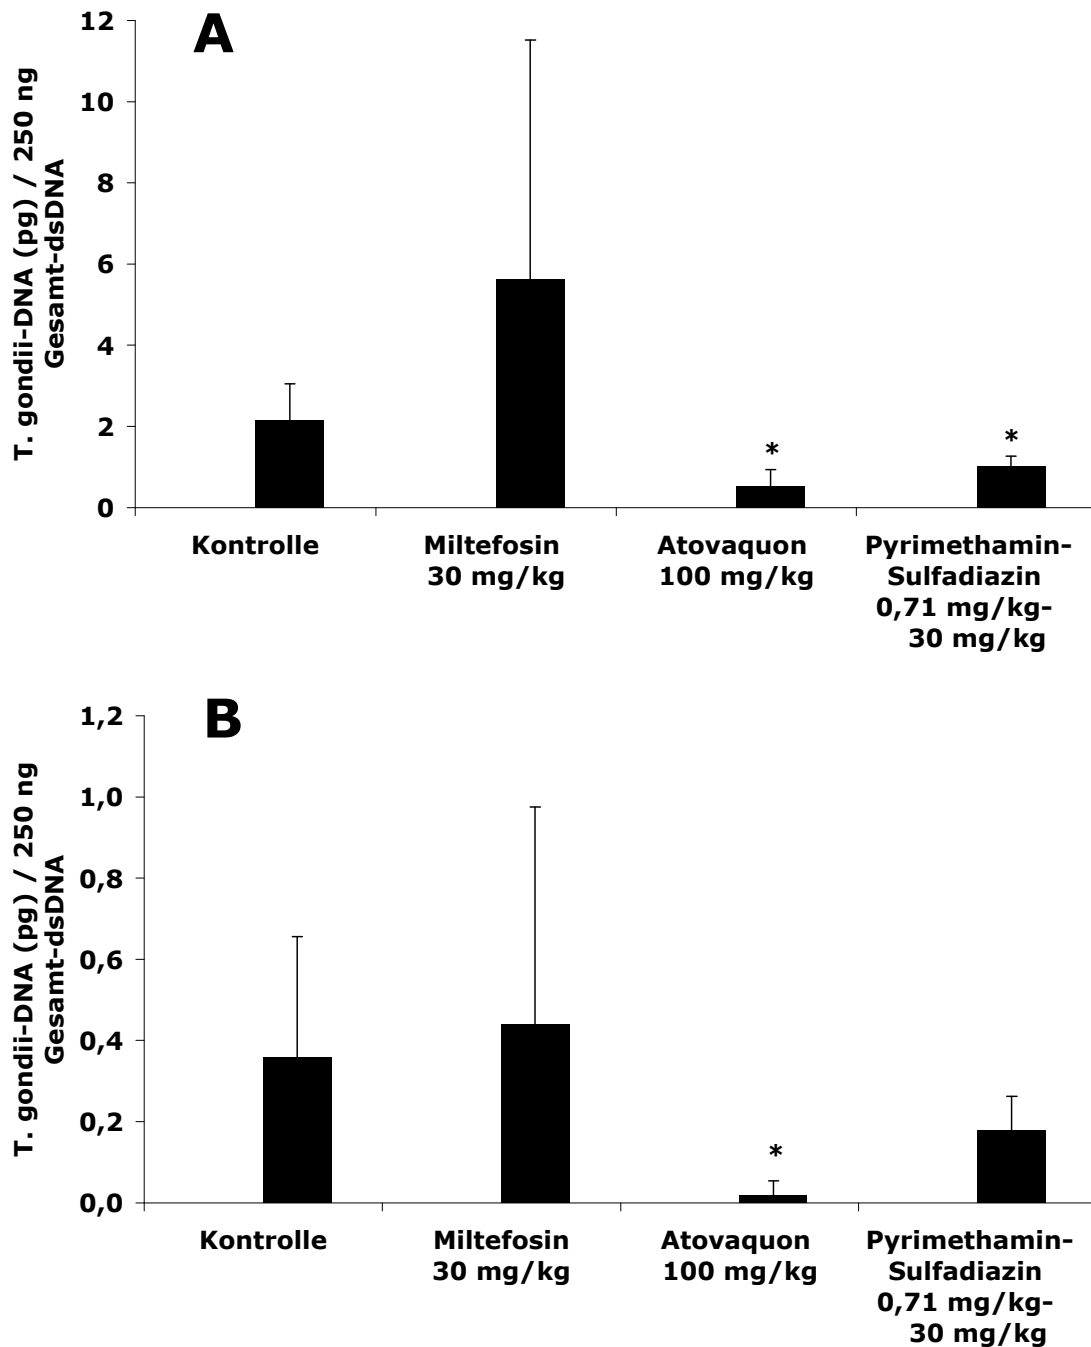 A
12
10
8
6
4
2
0
T. gondii-DNA (pg) / 250 ng
Gesamt-dsDNA
*
*
Kontrolle
Miltefosin
30 mg/kg
Atovaquon
100 mg/kg
Pyrimethamin-
Sulfadiazin
0,71 mg/kg-
30 mg/kg
B
1,2
1,0
0,8
0,6
0,4
0,2
0,0
T. gondii-DNA (pg) / 250 ng
Gesamt-dsDNA
*
Kontrolle
Miltefosin
30 mg/kg
Atovaquon
100 mg/kg
Pyrimethamin-
Sulfadiazin
0,71 mg/kg-
30 mg/kg